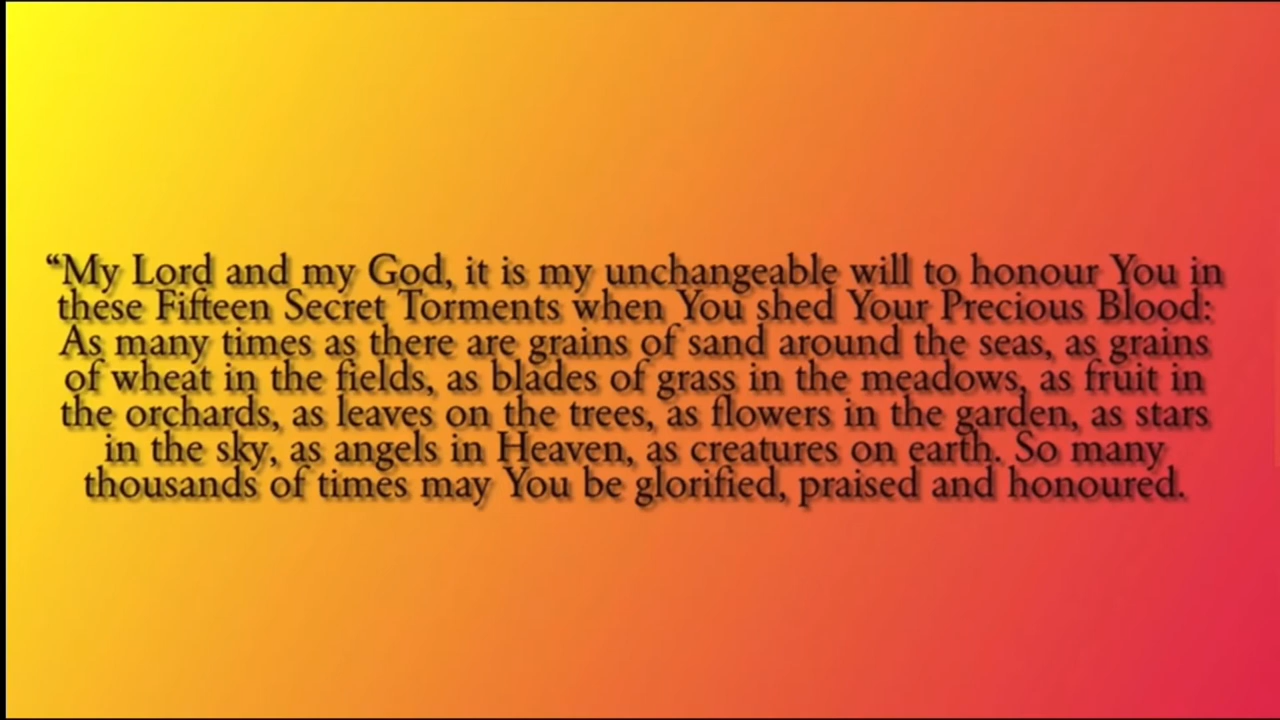 “My Lord and my God, it is my unchangeable will to honour You in
these Fifteen Secret Torments when You shed Your Precious Blood:
As many times as there are grains of sand around the seas, as grains
of wheat in the fields, as blades of grass in the meadows, as fruit in
the orchards, as leaves on the trees, as flowers in the garden, as stars
in the sky, as angels in Heaven, as creatures on earth. So many
thousands of times may You be glorified, praised and honoured.